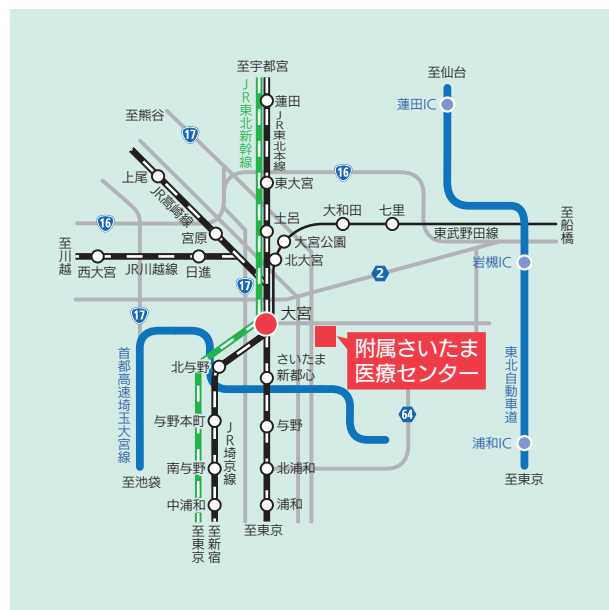 至宇都宮
至仙台
蓮田IC
蓮田
JR東北新幹線
JR東北本線
至熊谷
17
16
上尾
JR高崎線
東大宮
16
宮原
土呂
大和田
七里
東武野田線
至船橋
大宮公園
北大宮
至川越
西大宮
JR川越線
日進
2
岩槻IC
17
17
大宮
附属さいたま
医療センター
首都高速埼玉大宮線
北与野
さいたま
新都心
東北自動車道
与野本町
JR埼京線
与野
64
浦和IC
南与野
北浦和
至池袋
至東京
中浦和
浦和
至東京
至新宿
至東京